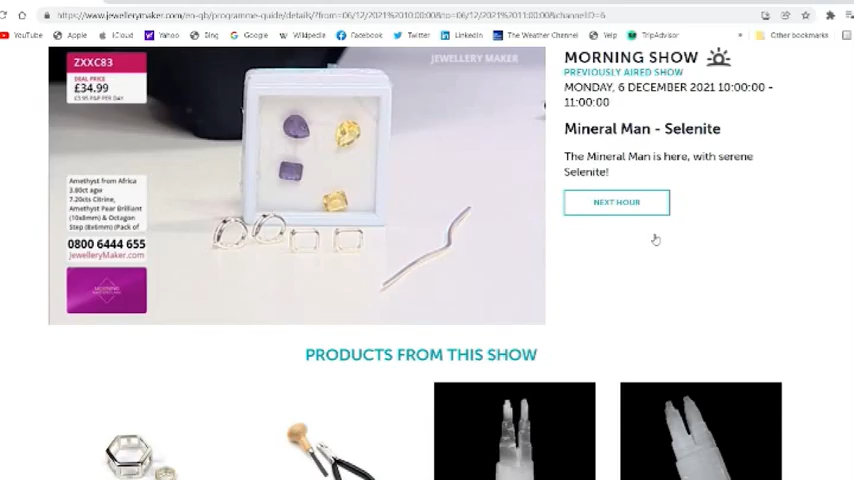 https://www.jewellerymaker.com/en-gb/programme-guide/details/?from=06/12/2021%2010:00:00&to=06/12/2021%2011:00:00&channelID=6
YouTube Apple iCloud Yahoo Bing Google Wikipedia Facebook Twitter LinkedIn The Weather Channel Yelp TripAdvisor » Other bookmarks
ZXXC83
DEAL PRICE
£34.99
£3.95 P&P PER DAY
JEWELLERY MAKER
Amethyst from Africa
3.80ct agw
7.20cts Citrine,
Amethyst Pear Brilliant
(10x8mm) & Octagon
Step (8x6mm) (Pack of
0800 6444 655
JewelleryMaker.com
MORNING SHOW
PREVIOUSLY AIRED SHOW
MONDAY, 6 DECEMBER 2021 10:00:00 -
11:00:00
Mineral Man - Selenite
The Mineral Man is here, with serene
Selenite!
NEXT HOUR
PRODUCTS FROM THIS SHOW